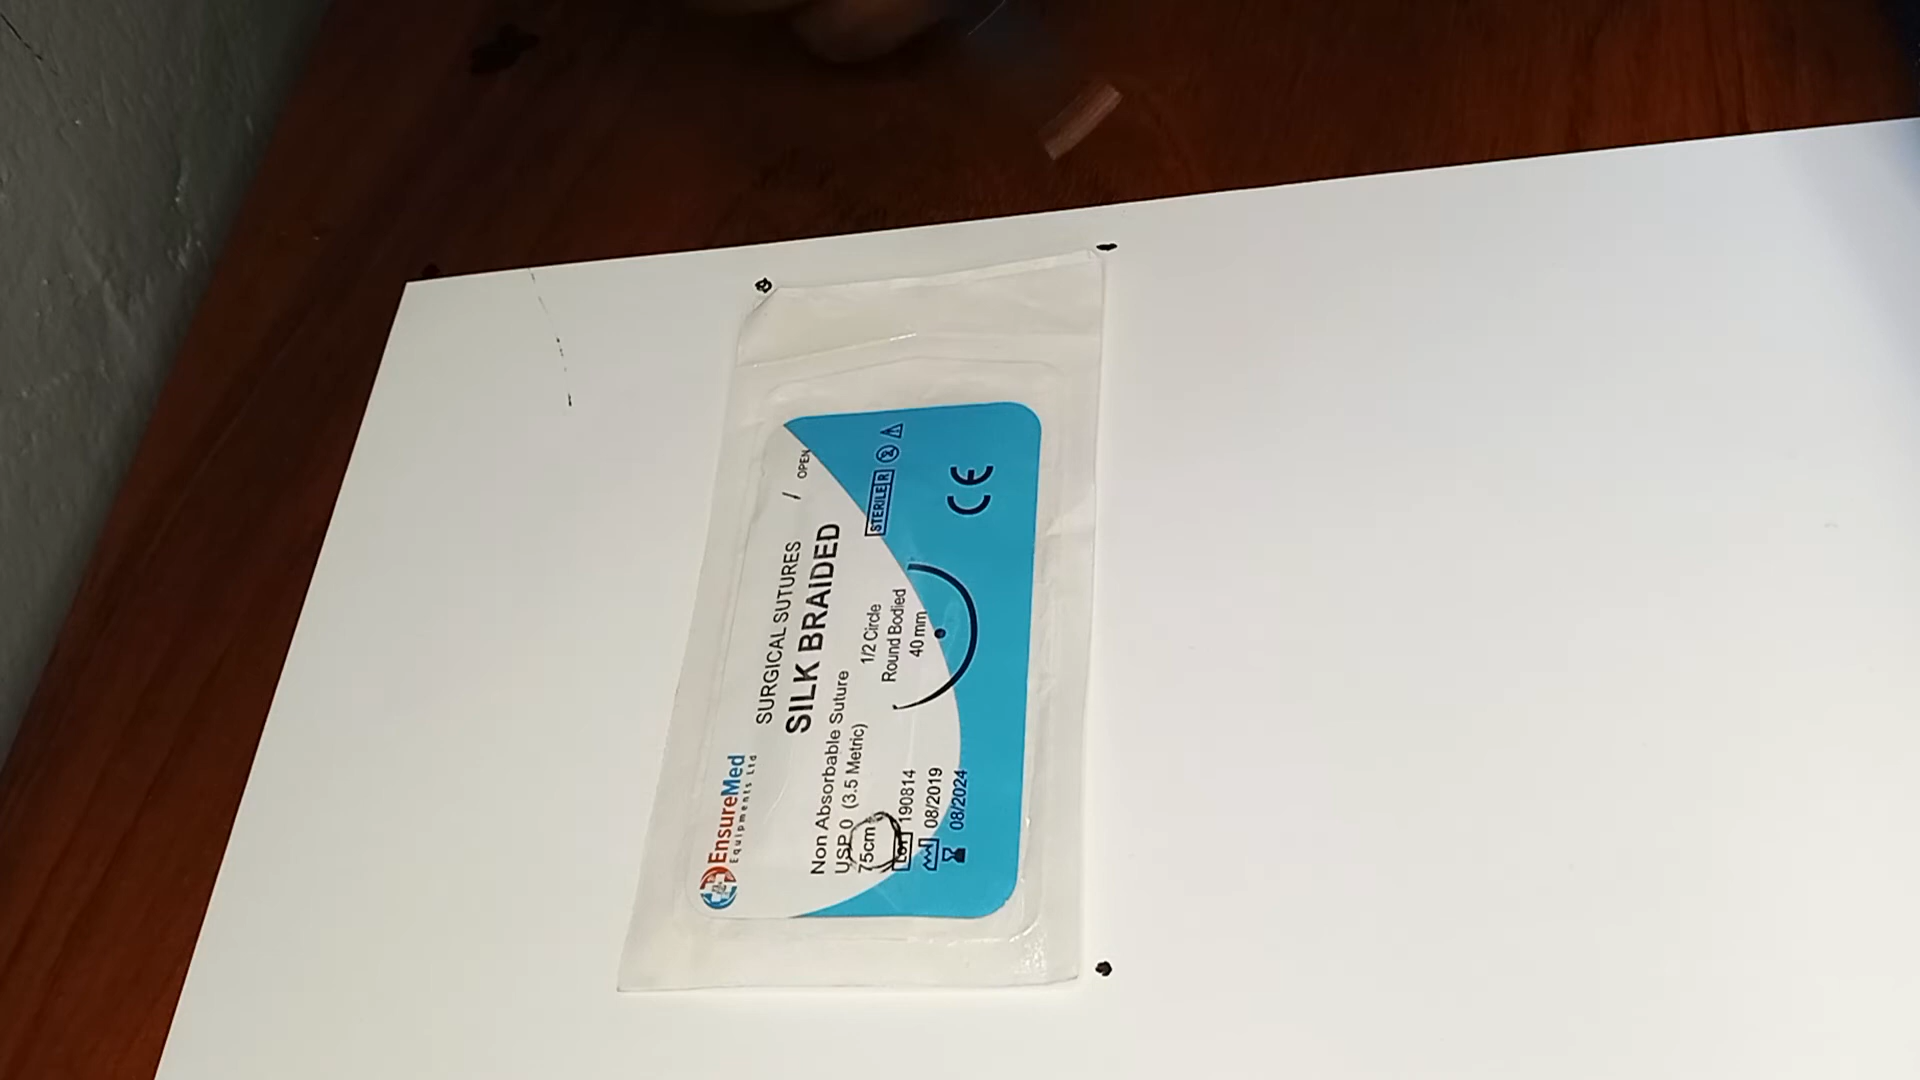 EnsureMed
Equipments Ltd
SURGICAL SUTURES
SILK BRAIDED
/ OPEN
Non Absorbable Suture
USP 0 (3.5 Metric)
75cm
1/2 Circle
Round Bodied
40 mm
STERILE R
LOT 190814
08/2019
08/2024
CE